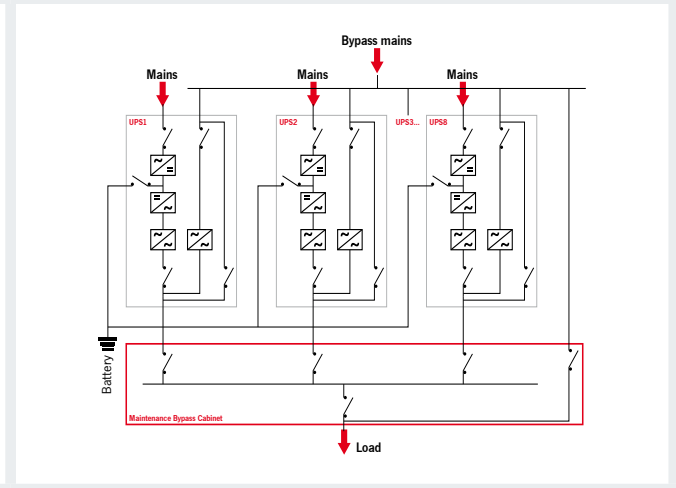 Bypass mains
Mains
Mains
Mains
UPS1
UPS2
UPS3...
UPS8
Battery
Maintenance Bypass Cabinet
Load